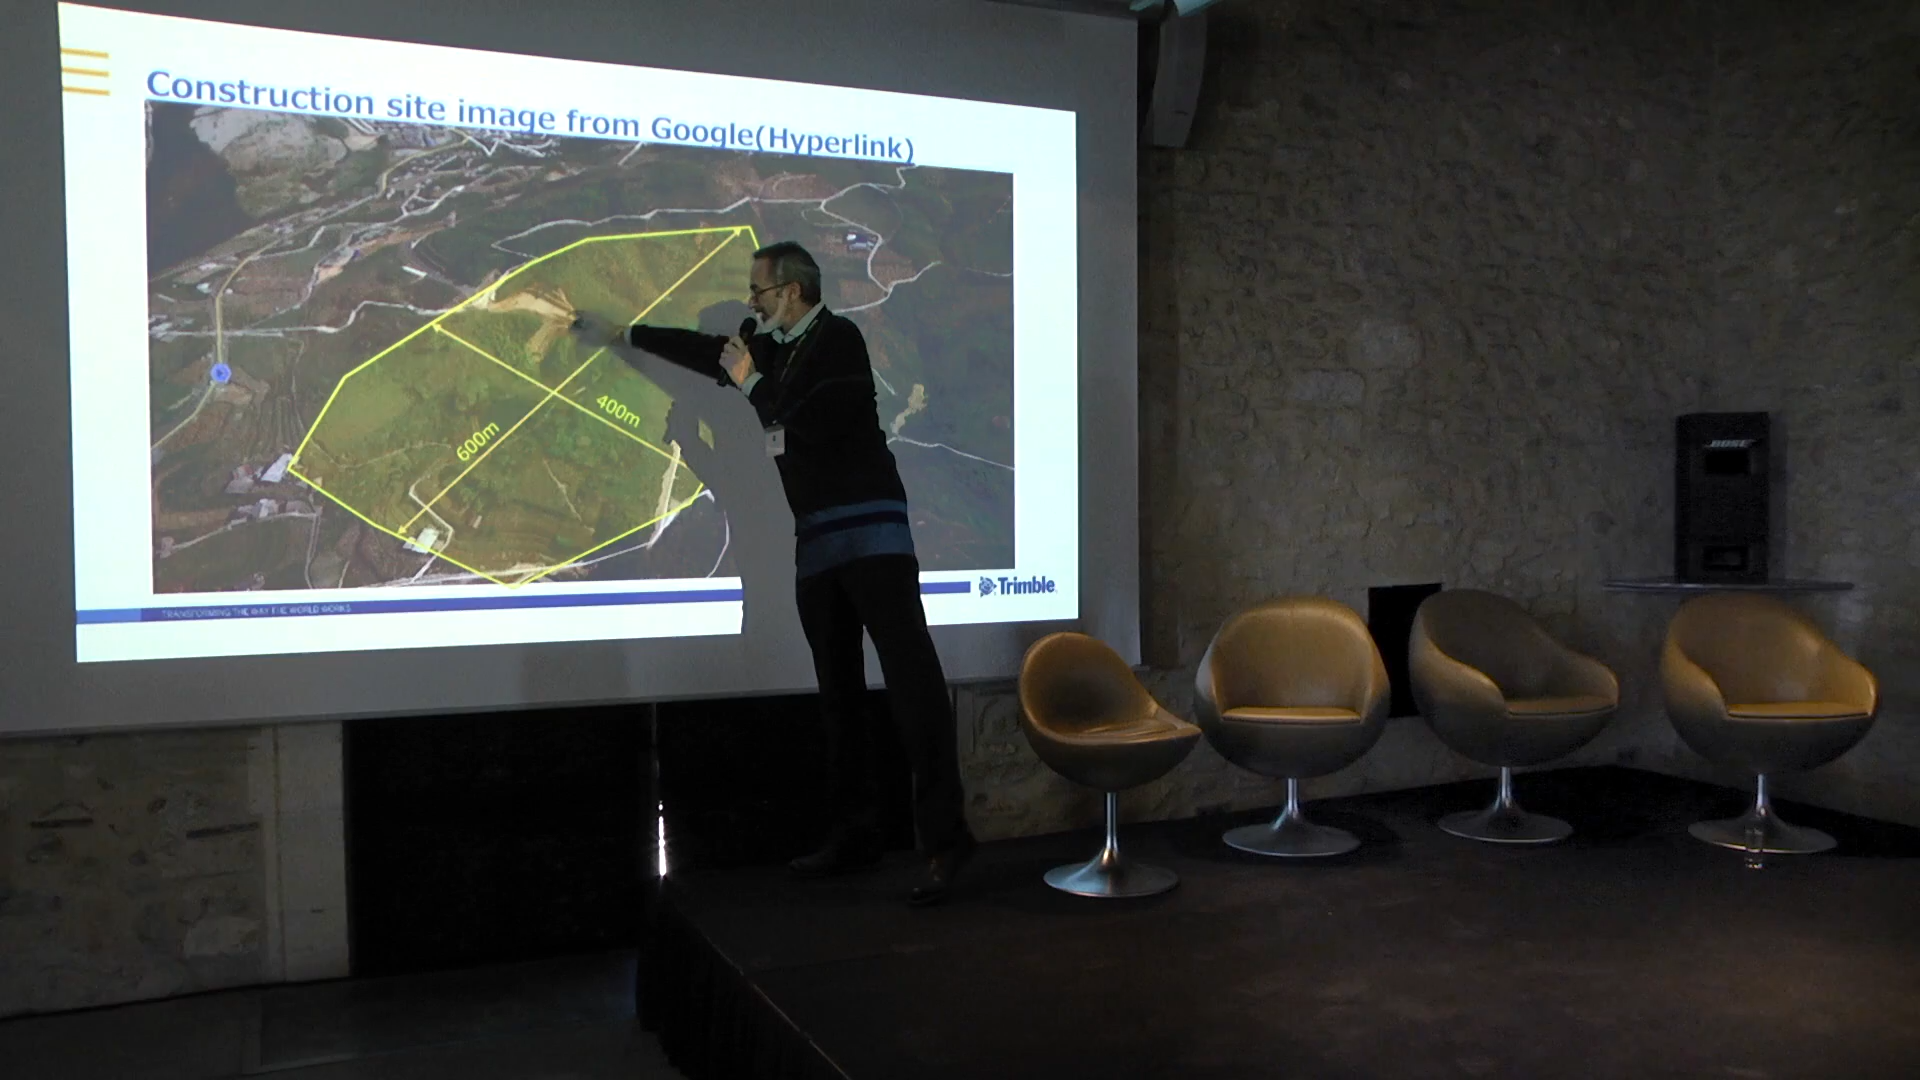 Construction site image from Google(Hyperlink)
400m
600m
Trimble
TRANSFORMING THE WAY THE WORLD WORKS
BOSE